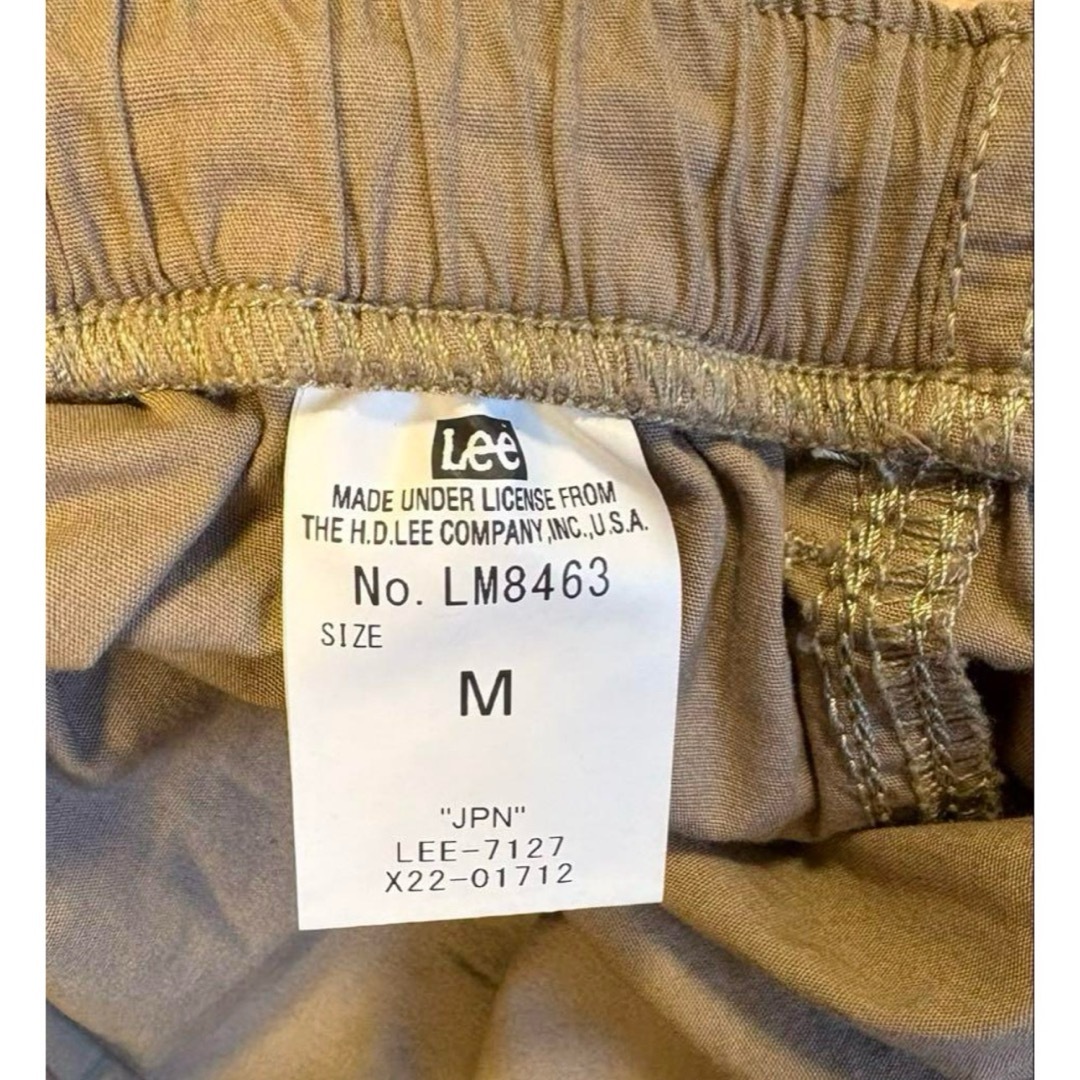 Lee
MADE UNDER LICENSE FROM
THE H.D.LEE COMPANY,INC.,U.S.A.
No. LM8463
SIZE
M
"JPN"
LEE-7127
X22-01712